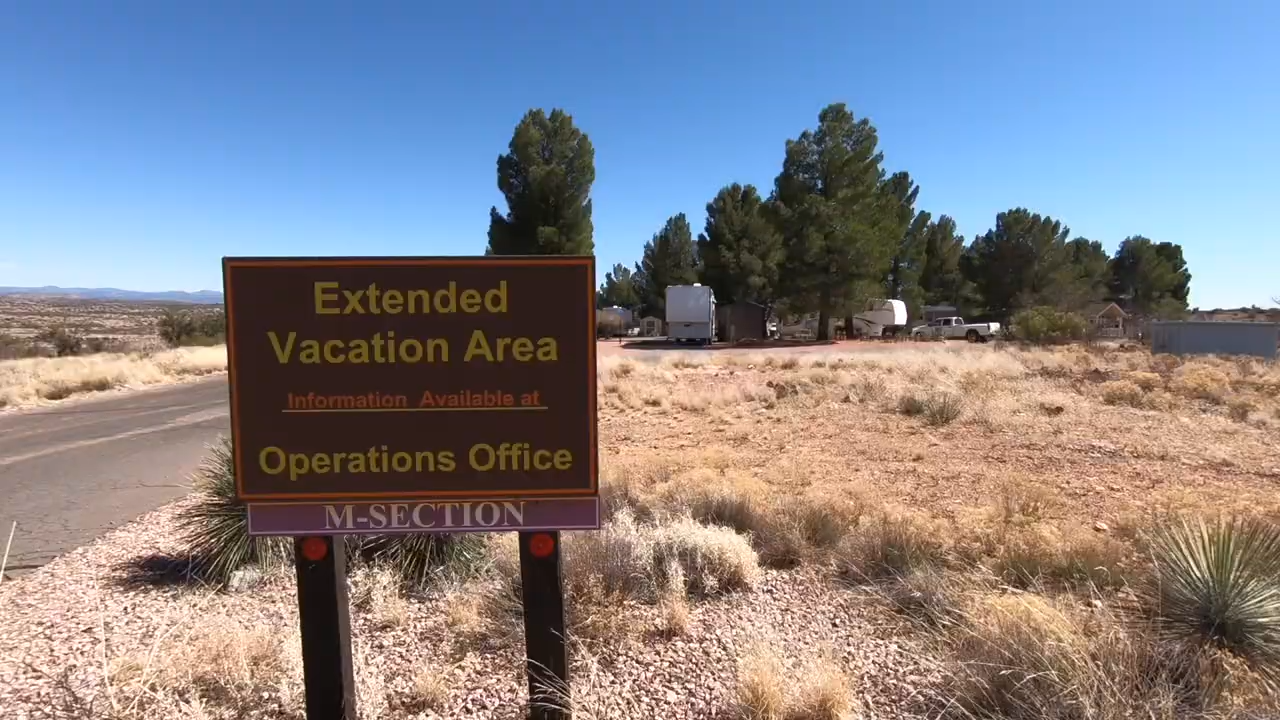 Extended
Vacation Area
Information Available at
Operations Office
M-SECTION